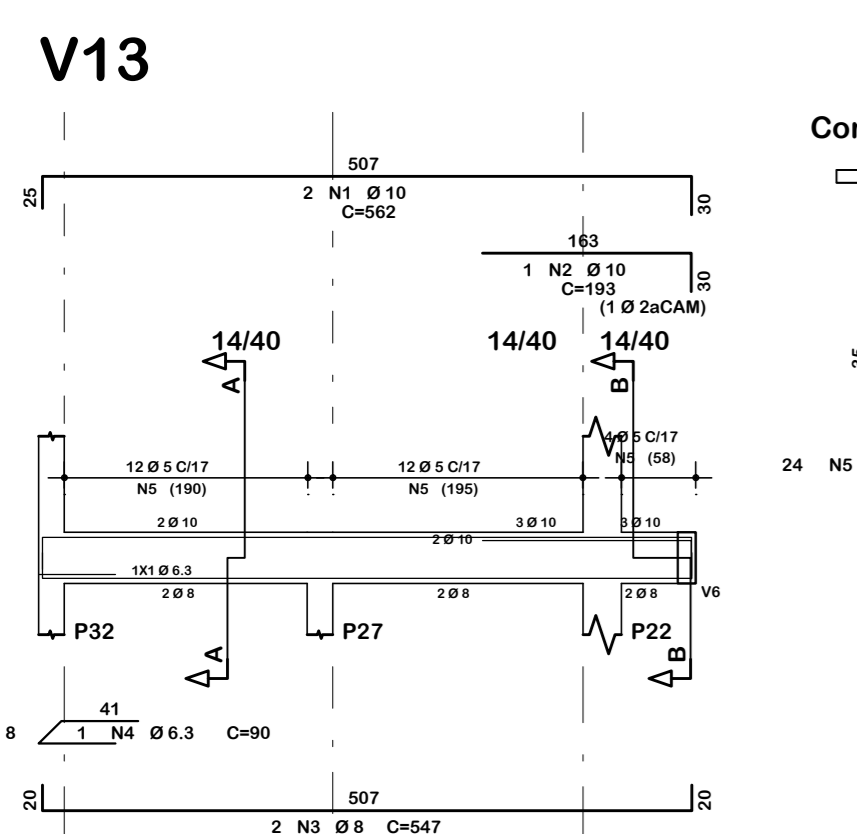 V13
Cor
507
25
2 N1 Ø 10
C=562
30
163
1 N2 Ø 10
C=193
30
(1 Ø 2aCAM)
14/40
14/40
14/40
A
B
35
12 Ø 5 C/17
N5 (190)
12 Ø 5 C/17
N5 (195)
4 Ø 5 C/17
N5 (58)
24 N5
2 Ø 10
3 Ø 10
3 Ø 10
2 Ø 10
1X1 Ø 6.3
2 Ø 8
2 Ø 8
2 Ø 8
V6
P32
P27
P22
A
B
41
8
1 N4 Ø 6.3 C=90
20
507
20
2 N3 Ø 8 C=547